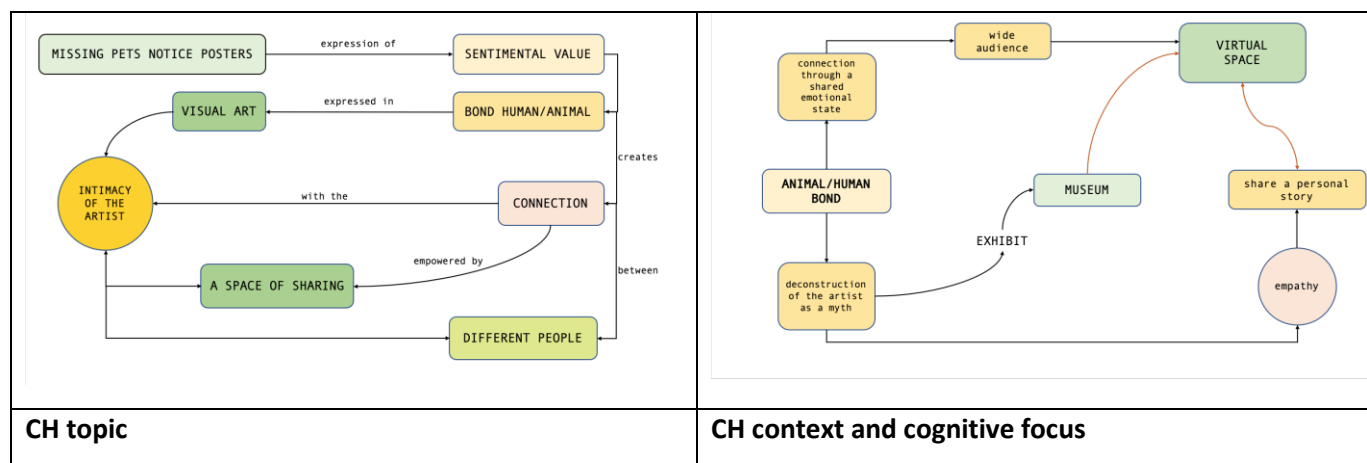 MISSING PETS NOTICE POSTERS
expression of
SENTIMENTAL VALUE
VISUAL ART
expressed in
BOND HUMAN/ANIMAL
creates
INTIMACY
OF THE
ARTIST
with the
CONNECTION
empowered by
between
A SPACE OF SHARING
DIFFERENT PEOPLE
wide
audience
VIRTUAL
SPACE
connection
through a
shared
emotional
state
ANIMAL/HUMAN
BOND
MUSEUM
share a personal
story
EXHIBIT
deconstruction
of the artist
as a myth
empathy
CH topic
CH context and cognitive focus